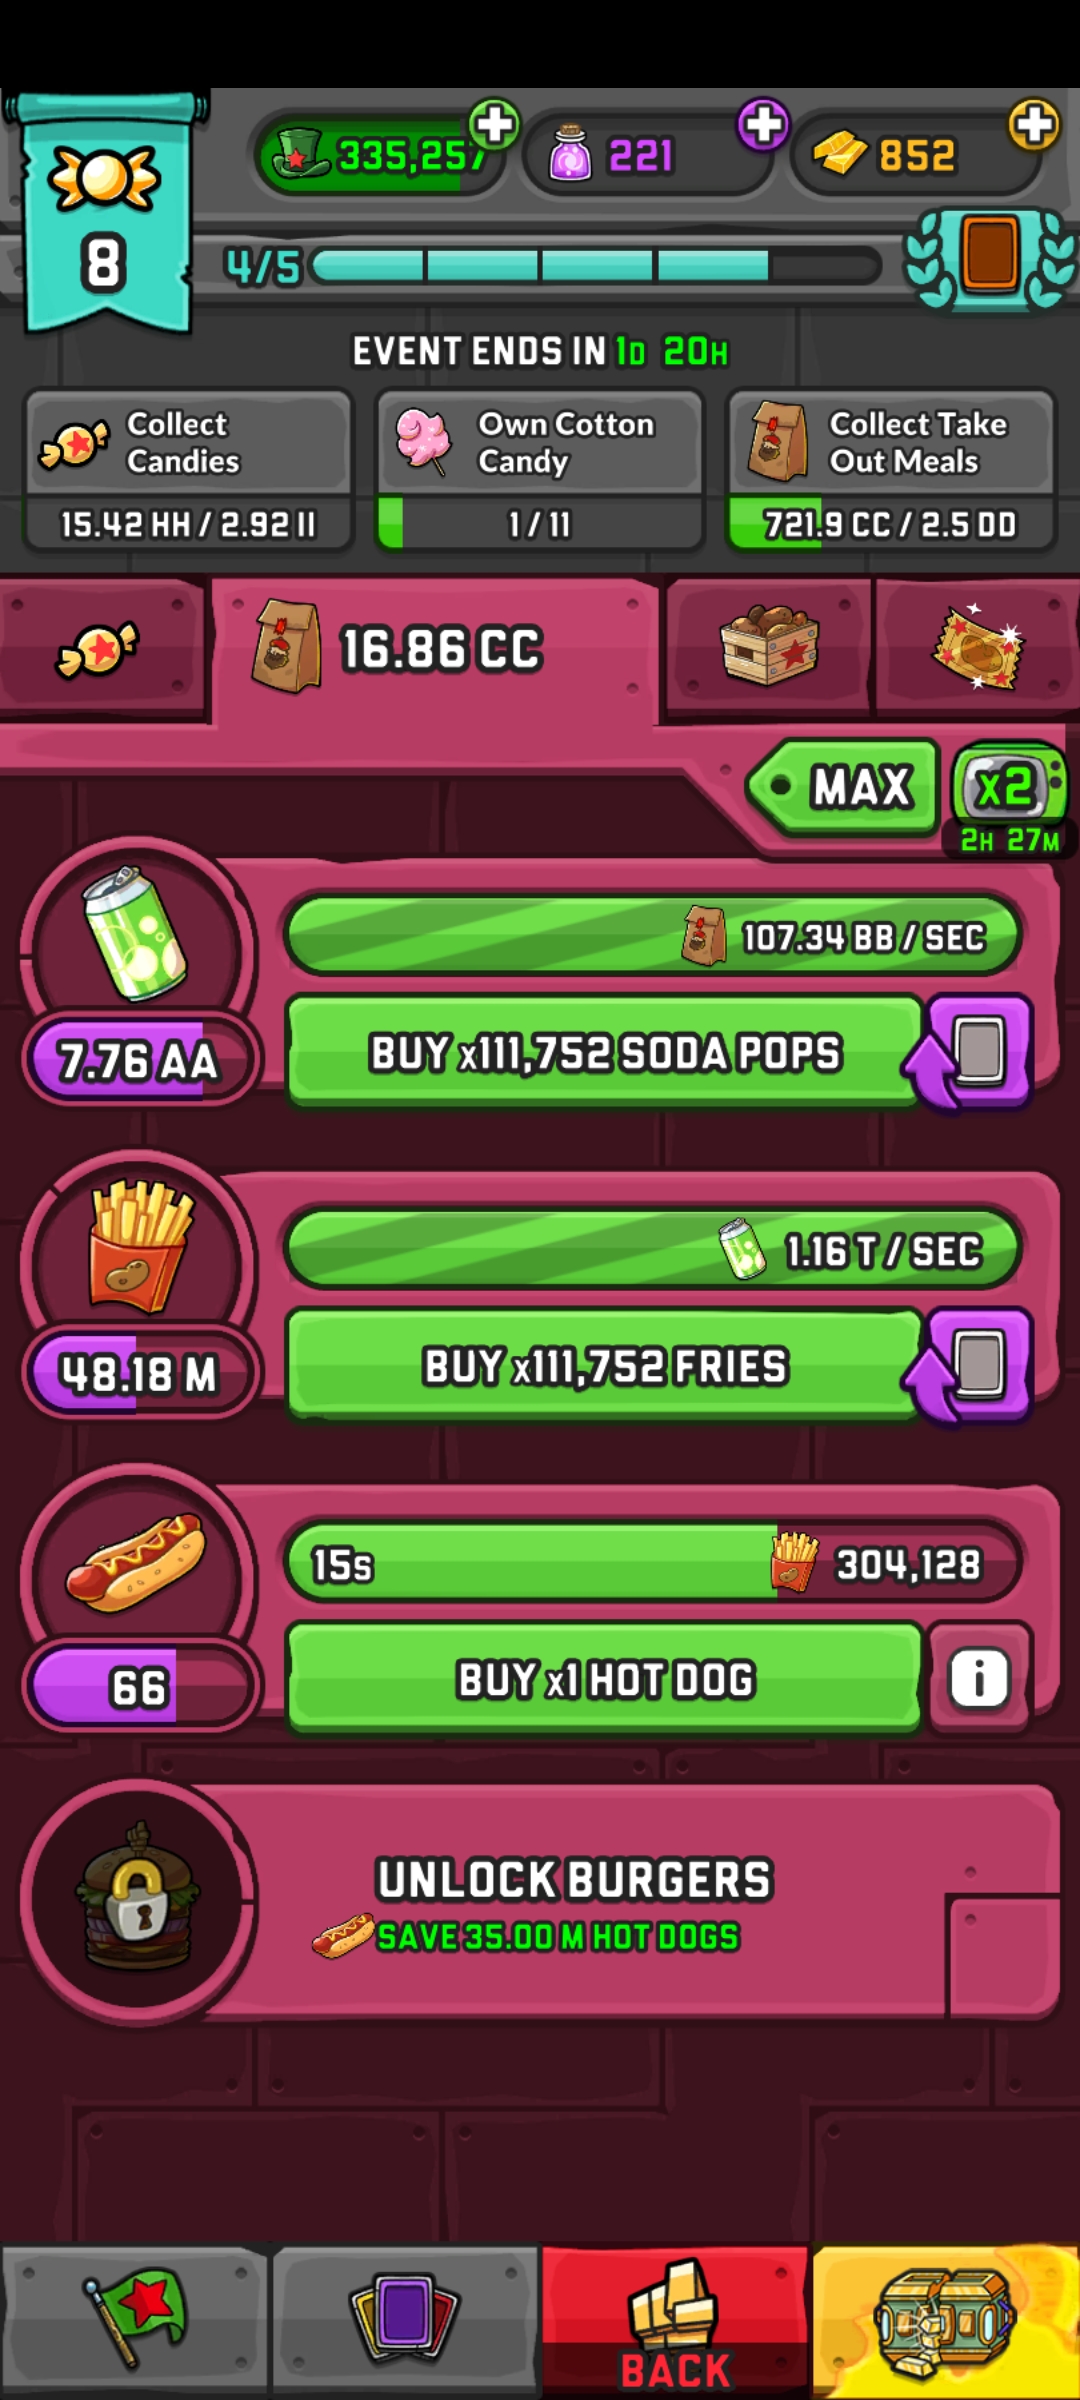 335,257
221
852
8
4/5
EVENT ENDS IN 1D 20H
Collect
Candies
15.42 HH / 2.92 II
Own Cotton
Candy
1 / 11
Collect Take
Out Meals
721.9 CC / 2.5 DD
16.86 CC
MAX
x2
2H 27M
107.34 BB / SEC
7.76 AA
BUY x111,752 SODA POPS
1.16 T / SEC
48.18 M
BUY x111,752 FRIES
15s
304,128
66
BUY x1 HOT DOG
i
UNLOCK BURGERS
SAVE 35.00 M HOT DOGS
BACK